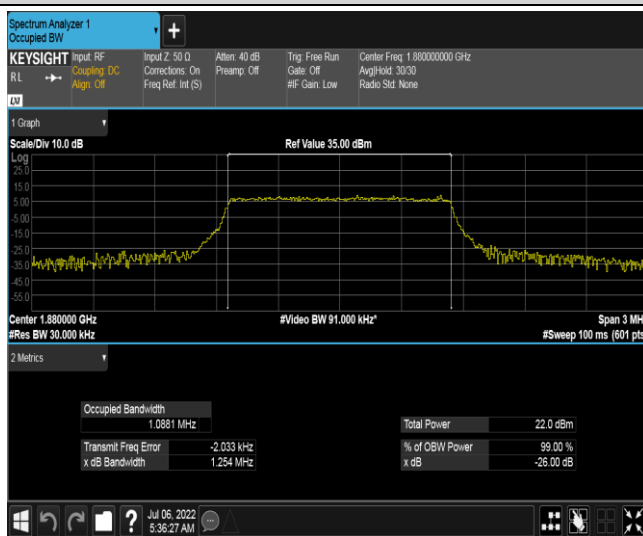 Spectrum Analyzer 1
Occupied BW
+
KEYSIGHT Input: RF Input Z: 50 Ω Atten: 40 dB Trig: Free Run Center Freq: 1.880000000 GHz
RL Coupling: DC Corrections: On Preamp: Off Gate: Off Avg|Hold: 30/30
Align: Off Freq Ref: Int (S) #IF Gain: Low Radio Std: None
LXI
1 Graph
Scale/Div 10.0 dB Ref Value 35.00 dBm
Log
25.0
15.0
5.00
-5.00
-15.0
-25.0
-35.0
-45.0
-55.0
Center 1.880000 GHz #Video BW 91.000 kHz* Span 3 MH
#Res BW 30.000 kHz #Sweep 100 ms (601 pts
2 Metrics
Occupied Bandwidth
1.0881 MHz Total Power 22.0 dBm
Transmit Freq Error -2.033 kHz % of OBW Power 99.00 %
x dB Bandwidth 1.254 MHz x dB -26.00 dB
? Jul 06, 2022
5:36:27 AM